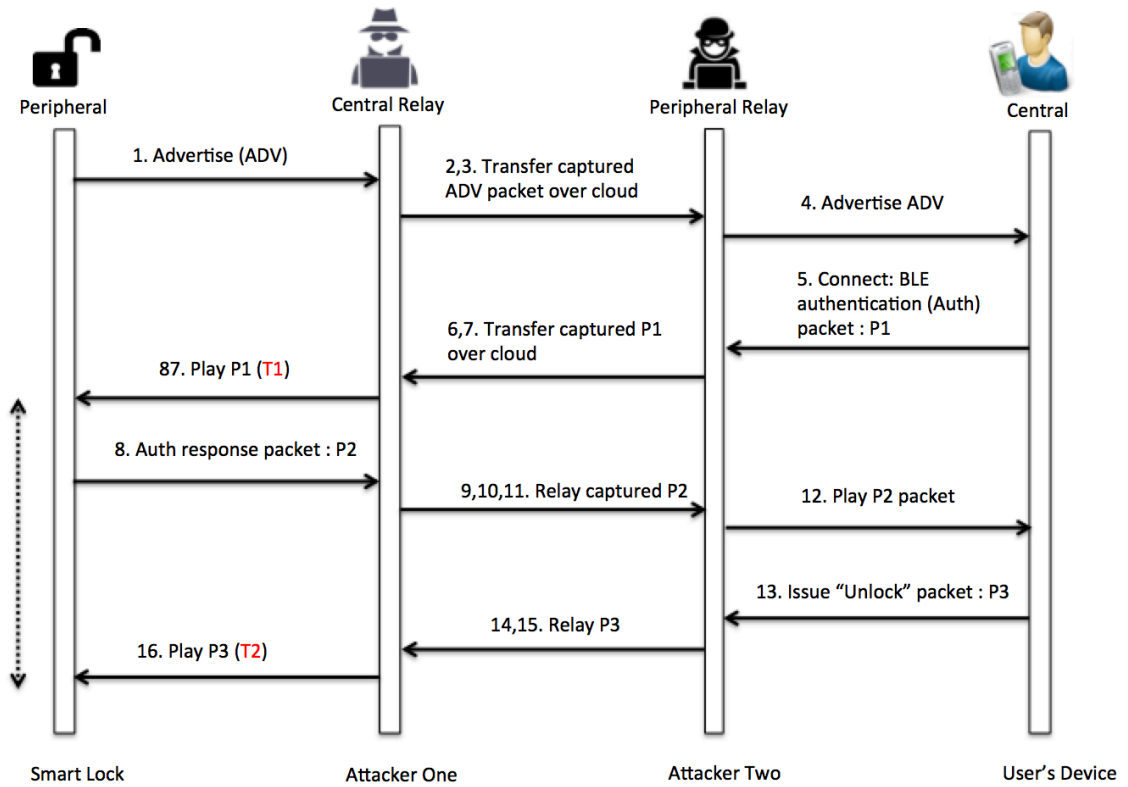 Peripheral
Central Relay
Peripheral Relay
Central
1. Advertise (ADV)
2,3. Transfer captured
ADV packet over cloud
4. Advertise ADV
5. Connect: BLE
authentication (Auth)
packet : P1
6,7. Transfer captured P1
over cloud
87. Play P1 (T1)
8. Auth response packet : P2
9,10,11. Relay captured P2
12. Play P2 packet
13. Issue “Unlock” packet : P3
14,15. Relay P3
16. Play P3 (T2)
Smart Lock
Attacker One
Attacker Two
User’s Device